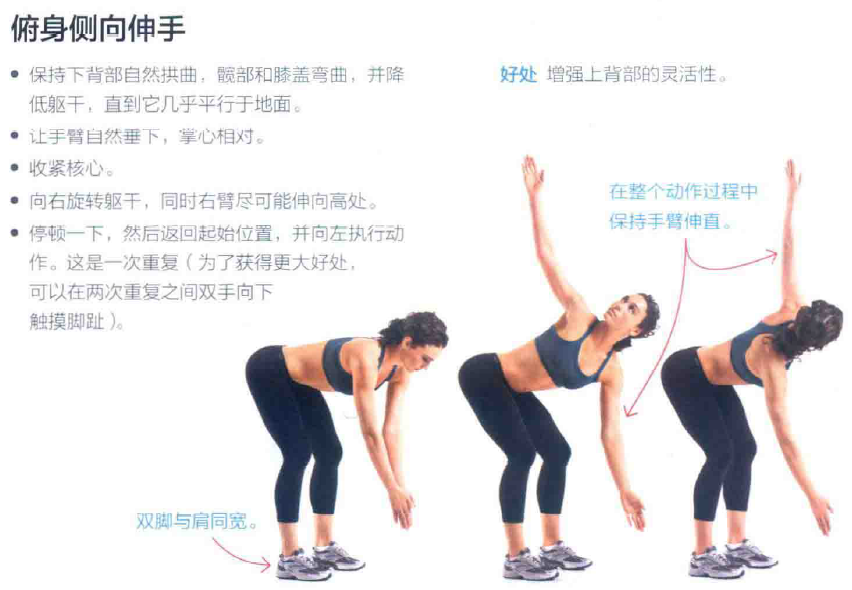 俯身侧向伸手
● 保持下背部自然拱曲，髋部和膝盖弯曲，并降
低躯干，直到它几乎平行于地面。
● 让手臂自然垂下，掌心相对。
● 收紧核心。
● 向右旋转躯干，同时右臂尽可能伸向高处。
● 停顿一下，然后返回起始位置，并向左执行动
作。这是一次重复（为了获得更大好处，
可以在两次重复之间双手向下
触摸脚趾）。
好处 增强上背部的灵活性。
在整个动作过程中
保持手臂伸直。
双脚与肩同宽。